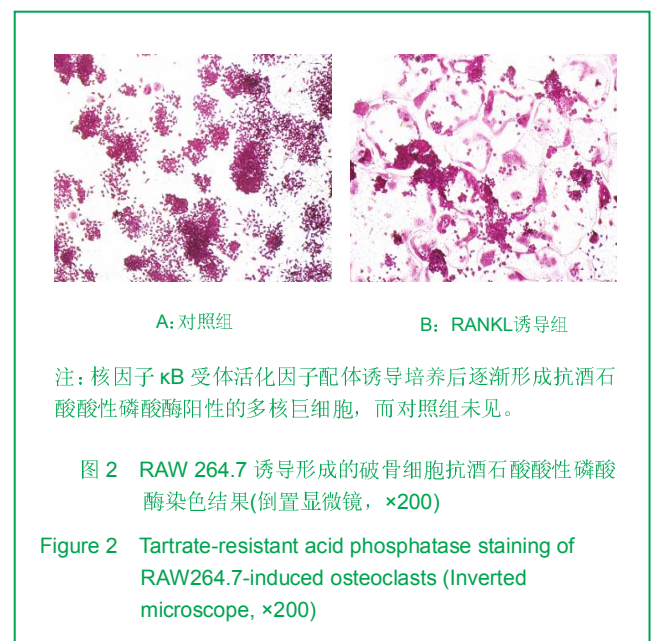 A：对照组
B：RANKL诱导组
注：核因子 κB 受体活化因子配体诱导培养后逐渐形成抗酒石
酸酸性磷酸酶阳性的多核巨细胞，而对照组未见。
图 2 RAW 264.7 诱导形成的破骨细胞抗酒石酸酸性磷酸
酶染色结果(倒置显微镜，×200)
Figure 2 Tartrate-resistant acid phosphatase staining of
RAW264.7-induced osteoclasts (Inverted
microscope, ×200)